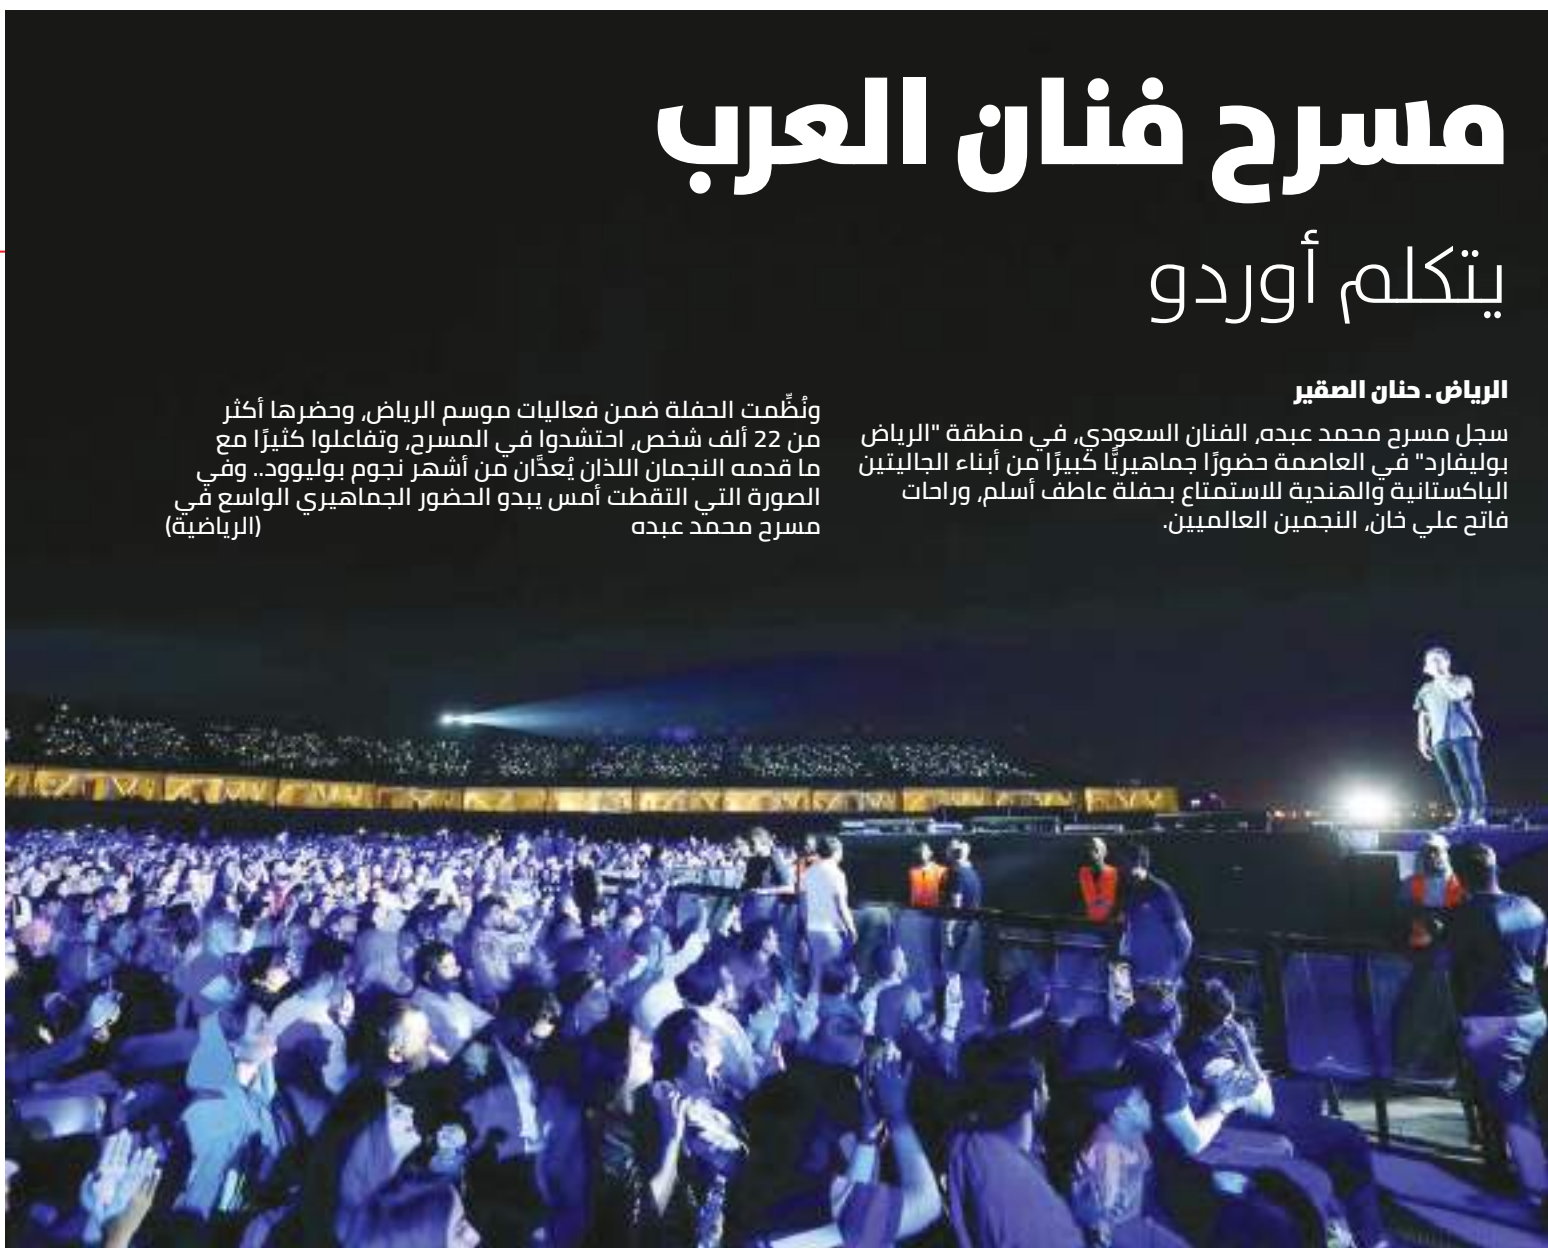 مسرح فنان العرب
يتكلم أوردو
الرياض ـ حنان الصقير
سجل مسرح محمد عبده، الفنان السعودي، في منطقة "الرياض
بوليفارد" في العاصمة حضورًا جماهيريًّا كبيرًا من أبناء الجاليتين
الباكستانية والهندية للاستمتاع بحفلة عاطف أسلم، وراحات
فاتح علي خان، النجمين العالميين.
ونُظِّمت الحفلة ضمن فعاليات موسم الرياض، وحضرها أكثر
من 22 ألف شخص، احتشدوا في المسرح، وتفاعلوا كثيرًا مع
ما قدمه النجمان اللذان يُعدَّان من أشهر نجوم بوليوود.. وفي
الصورة التي التقطت أمس يبدو الحضور الجماهيري الواسع في
مسرح محمد عبده (الرياضية)